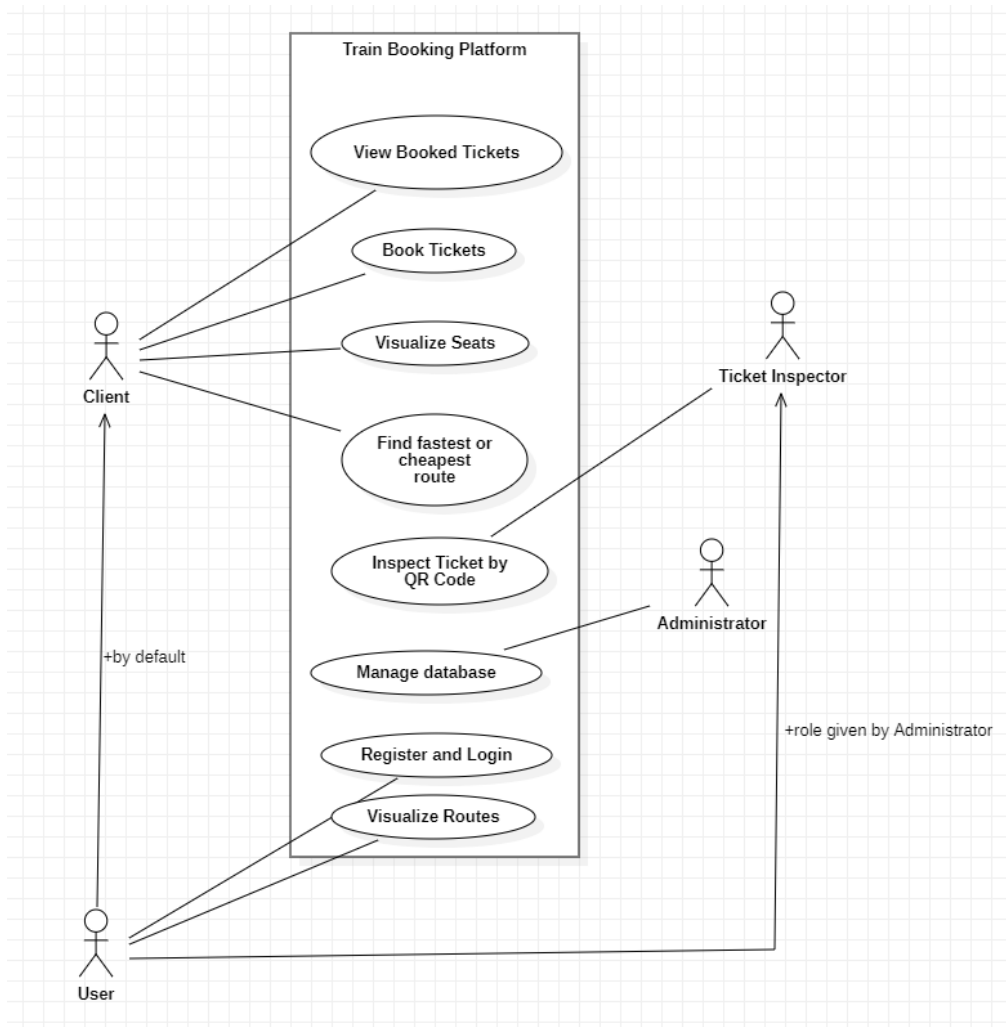 Train Booking Platform
View Booked Tickets
Book Tickets
Visualize Seats
Client
Ticket Inspector
Find fastest or
cheapest
route
Inspect Ticket by
QR Code
Administrator
Manage database
+by default
+role given by Administrator
Register and Login
Visualize Routes
User